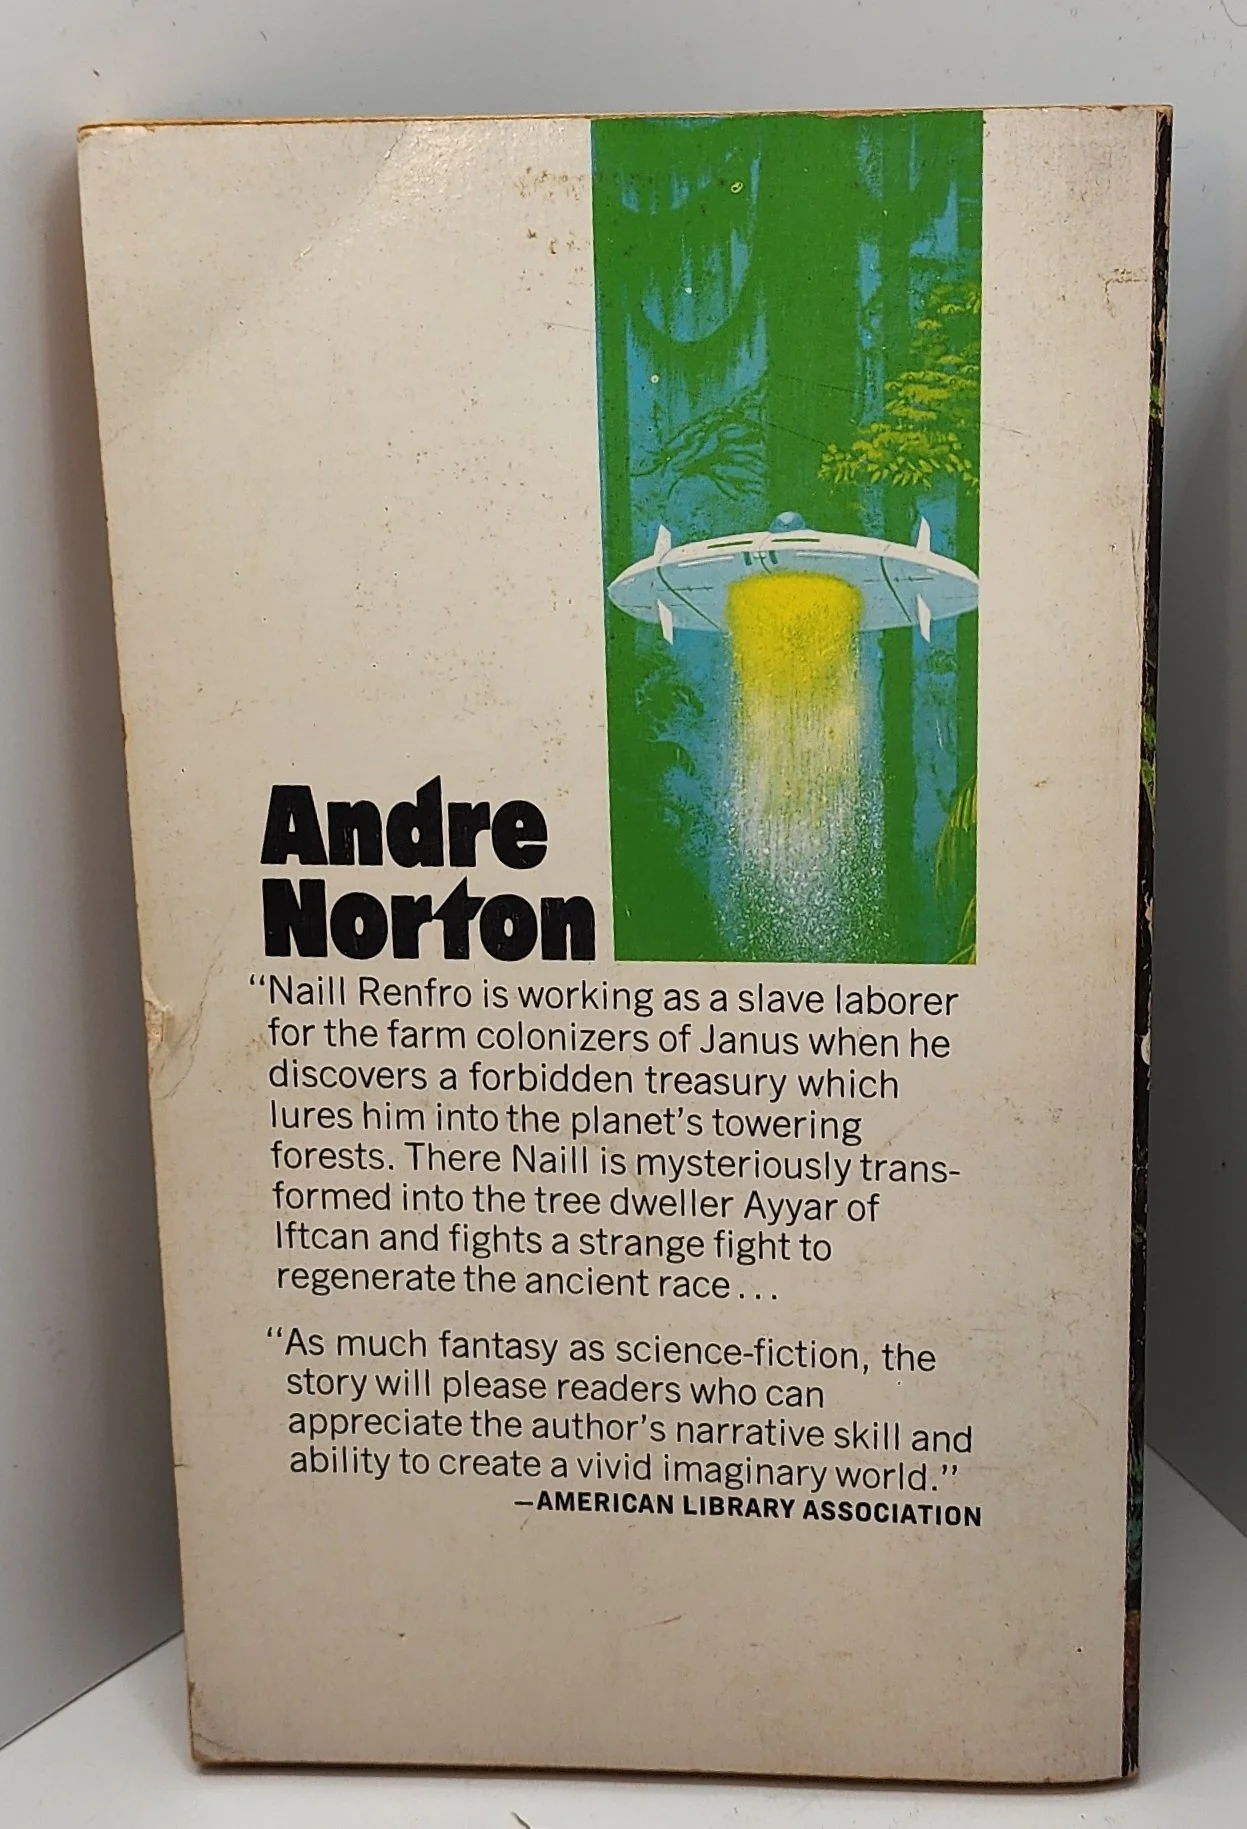 Andre
Norton
“Naill Renfro is working as a slave laborer
for the farm colonizers of Janus when he
discovers a forbidden treasury which
lures him into the planet’s towering
forests. There Naill is mysteriously trans-
formed into the tree dweller Ayyar of
Iftcan and fights a strange fight to
regenerate the ancient race...
“As much fantasy as science-fiction, the
story will please readers who can
appreciate the author’s narrative skill and
ability to create a vivid imaginary world.”
—AMERICAN LIBRARY ASSOCIATION